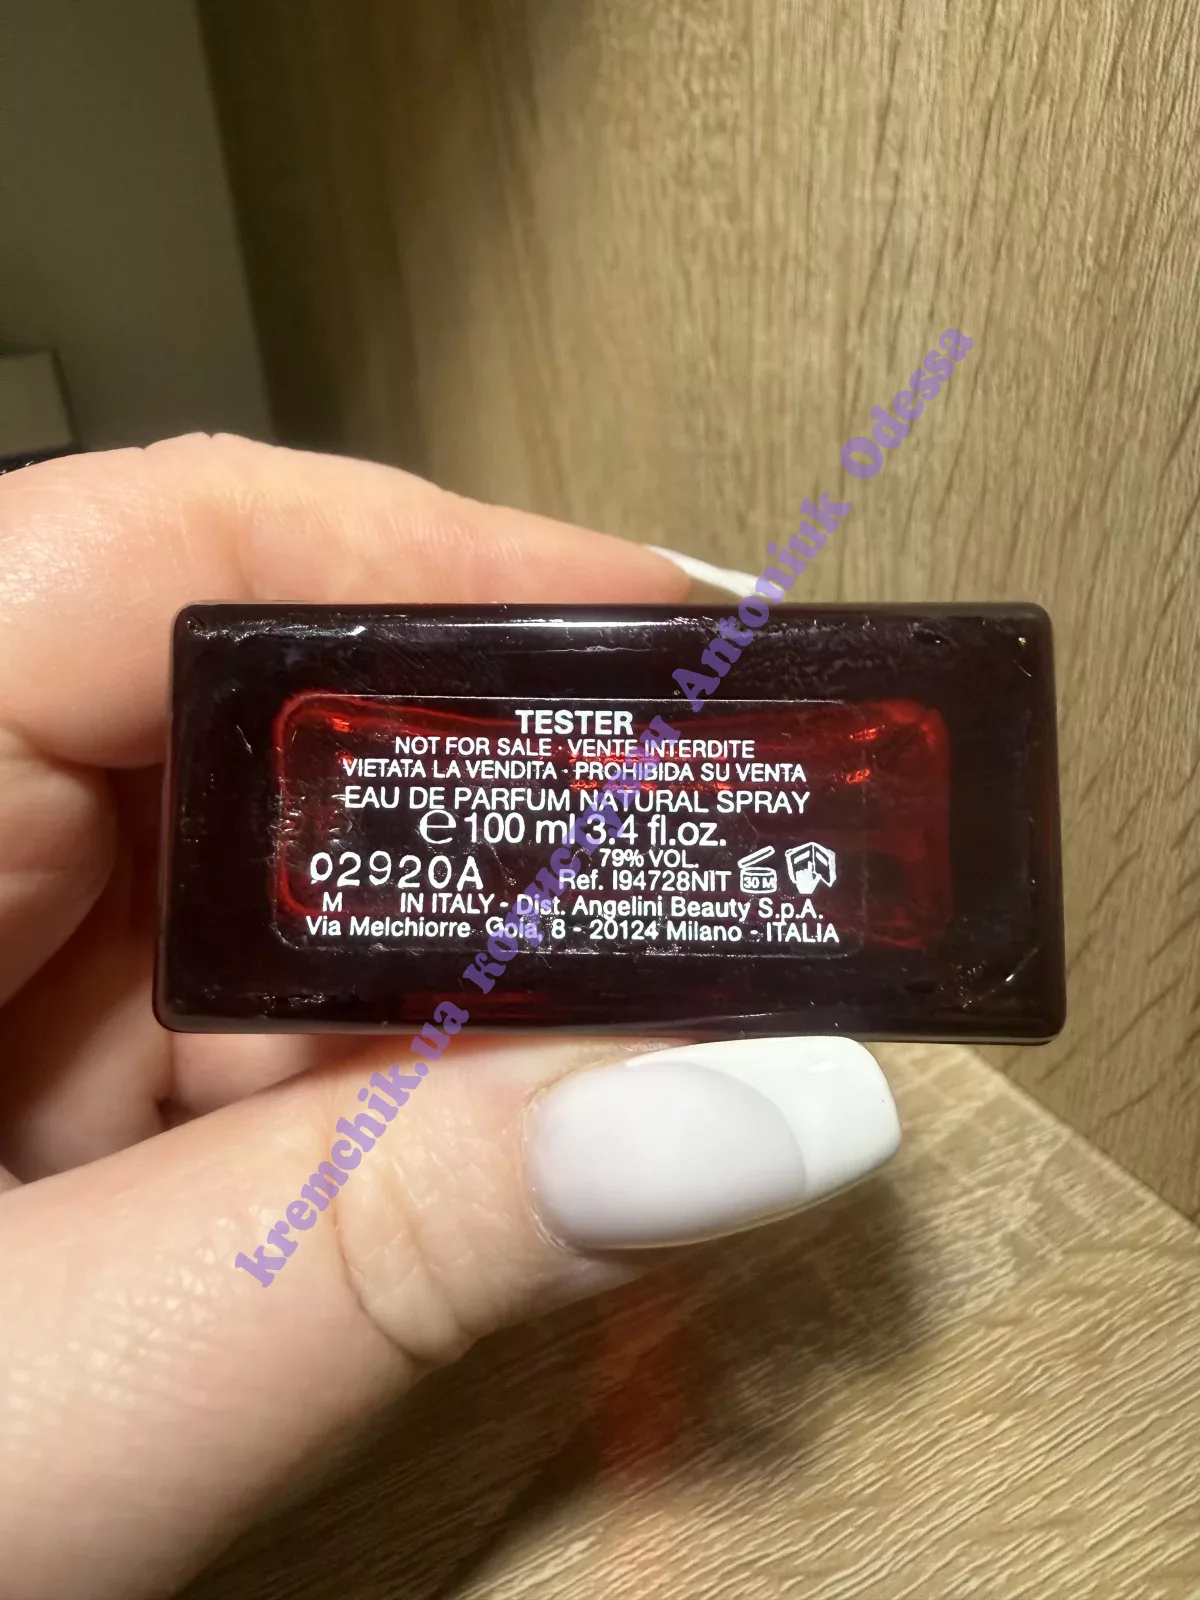 TESTER
NOT FOR SALE · VENTE INTERDITE
VIETATA LA VENDITA · PROHIBIDA SU VENTA
EAU DE PARFUM NATURAL SPRAY
℮ 100 ml 3.4 fl.oz.
79% VOL.
02920A Ref. I94728NIT 30 M
M IN ITALY - Dist. Angelini Beauty S.p.A.
Via Melchiorre Goia, 8 - 20124 Milano - ITALIA
kremchik.ua користувач Antoniuk Odessa